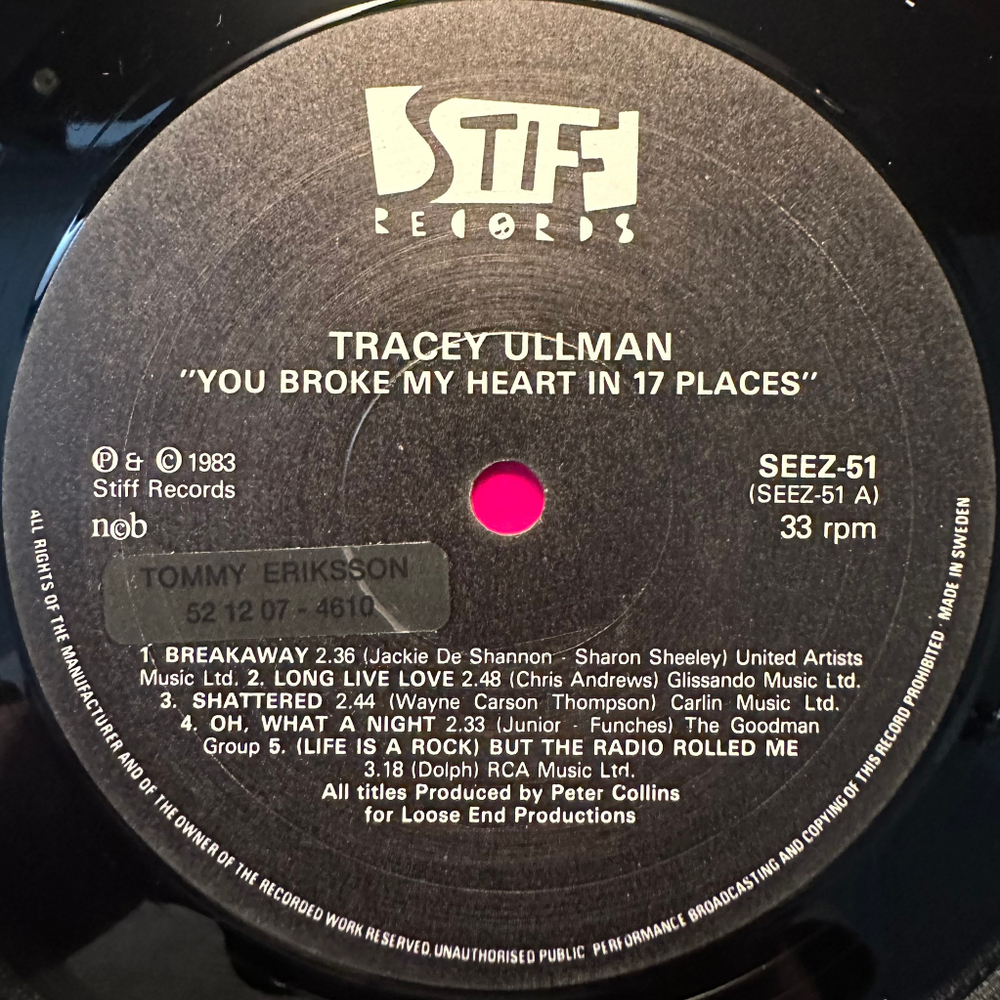 STIFF
RECORDS
TRACEY ULLMAN
"YOU BROKE MY HEART IN 17 PLACES"
Ⓟ & © 1983
Stiff Records
n©b
SEEZ-51
(SEEZ-51 A)
33 rpm
TOMMY ERIKSSON
52 12 07 - 4610
1. BREAKAWAY 2.36 (Jackie De Shannon - Sharon Sheeley) United Artists
Music Ltd. 2. LONG LIVE LOVE 2.48 (Chris Andrews) Glissando Music Ltd.
3. SHATTERED 2.44 (Wayne Carson Thompson) Carlin Music Ltd.
4. OH, WHAT A NIGHT 2.33 (Junior - Funches) The Goodman
Group 5. (LIFE IS A ROCK) BUT THE RADIO ROLLED ME
3.18 (Dolph) RCA Music Ltd.
All titles Produced by Peter Collins
for Loose End Productions
ALL RIGHTS OF THE MANUFACTURER AND OF THE OWNER OF THE RECORDED WORK RESERVED. UNAUTHORISED PUBLIC PERFORMANCE BROADCASTING AND COPYING OF THIS RECORD PROHIBITED MADE IN SWEDEN